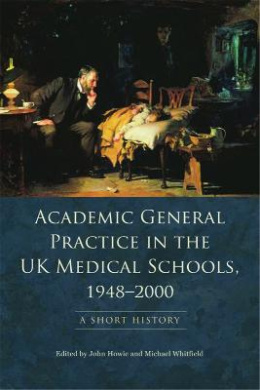 ACADEMIC GENERAL
PRACTICE IN THE
UK MEDICAL SCHOOLS,
1948–2000
A SHORT HISTORY
Edited by John Howie and Michael Whitfield